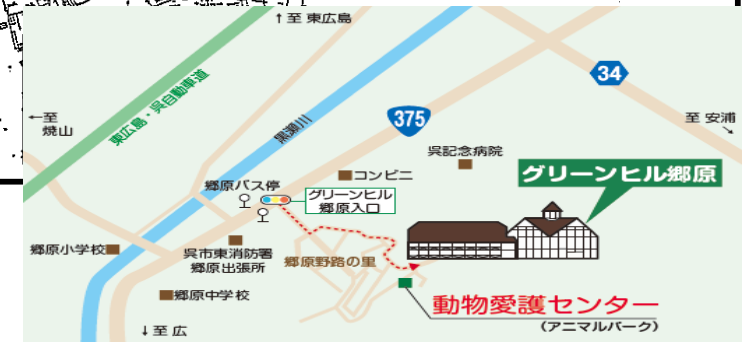 ↑至 東広島
34
←至
焼山
東広島・呉自動車道
黒瀬川
375
至 安浦
呉記念病院
コンビニ
グリーンヒル郷原
郷原バス停
グリーンヒル
郷原入口
郷原小学校
呉市東消防署
郷原出張所
郷原野路の里
郷原中学校
動物愛護センター
（アニマルパーク）
↓至 広